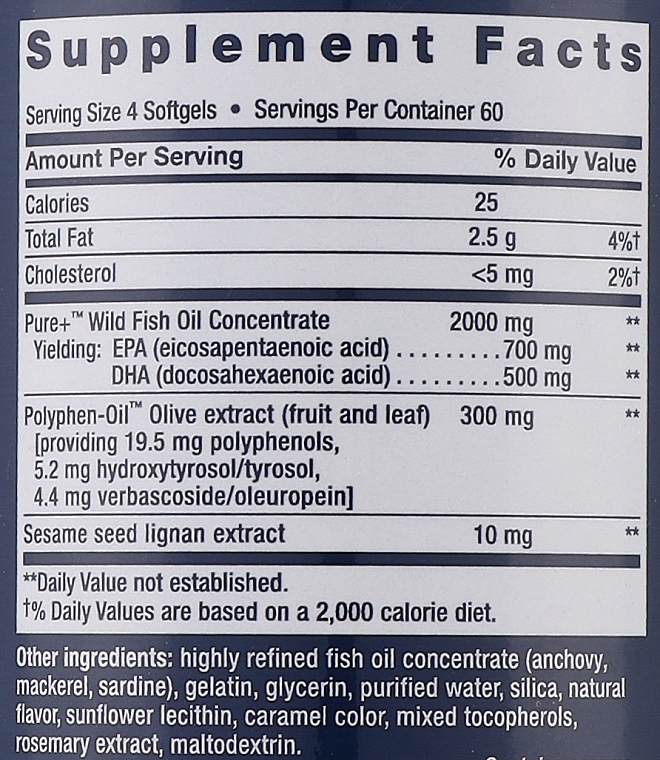 Supplement Facts
Serving Size 4 Softgels • Servings Per Container 60
Amount Per Serving % Daily Value
Calories 25
Total Fat 2.5 g 4%†
Cholesterol <5 mg 2%†
Pure+™ Wild Fish Oil Concentrate 2000 mg **
Yielding: EPA (eicosapentaenoic acid) . . . . . . . . . 700 mg **
DHA (docosahexaenoic acid) . . . . . . . . . 500 mg **
Polyphen-Oil™ Olive extract (fruit and leaf) 300 mg **
[providing 19.5 mg polyphenols,
5.2 mg hydroxytyrosol/tyrosol,
4.4 mg verbascoside/oleuropein]
Sesame seed lignan extract 10 mg **
**Daily Value not established.
†% Daily Values are based on a 2,000 calorie diet.
Other ingredients: highly refined fish oil concentrate (anchovy,
mackerel, sardine), gelatin, glycerin, purified water, silica, natural
flavor, sunflower lecithin, caramel color, mixed tocopherols,
rosemary extract, maltodextrin.